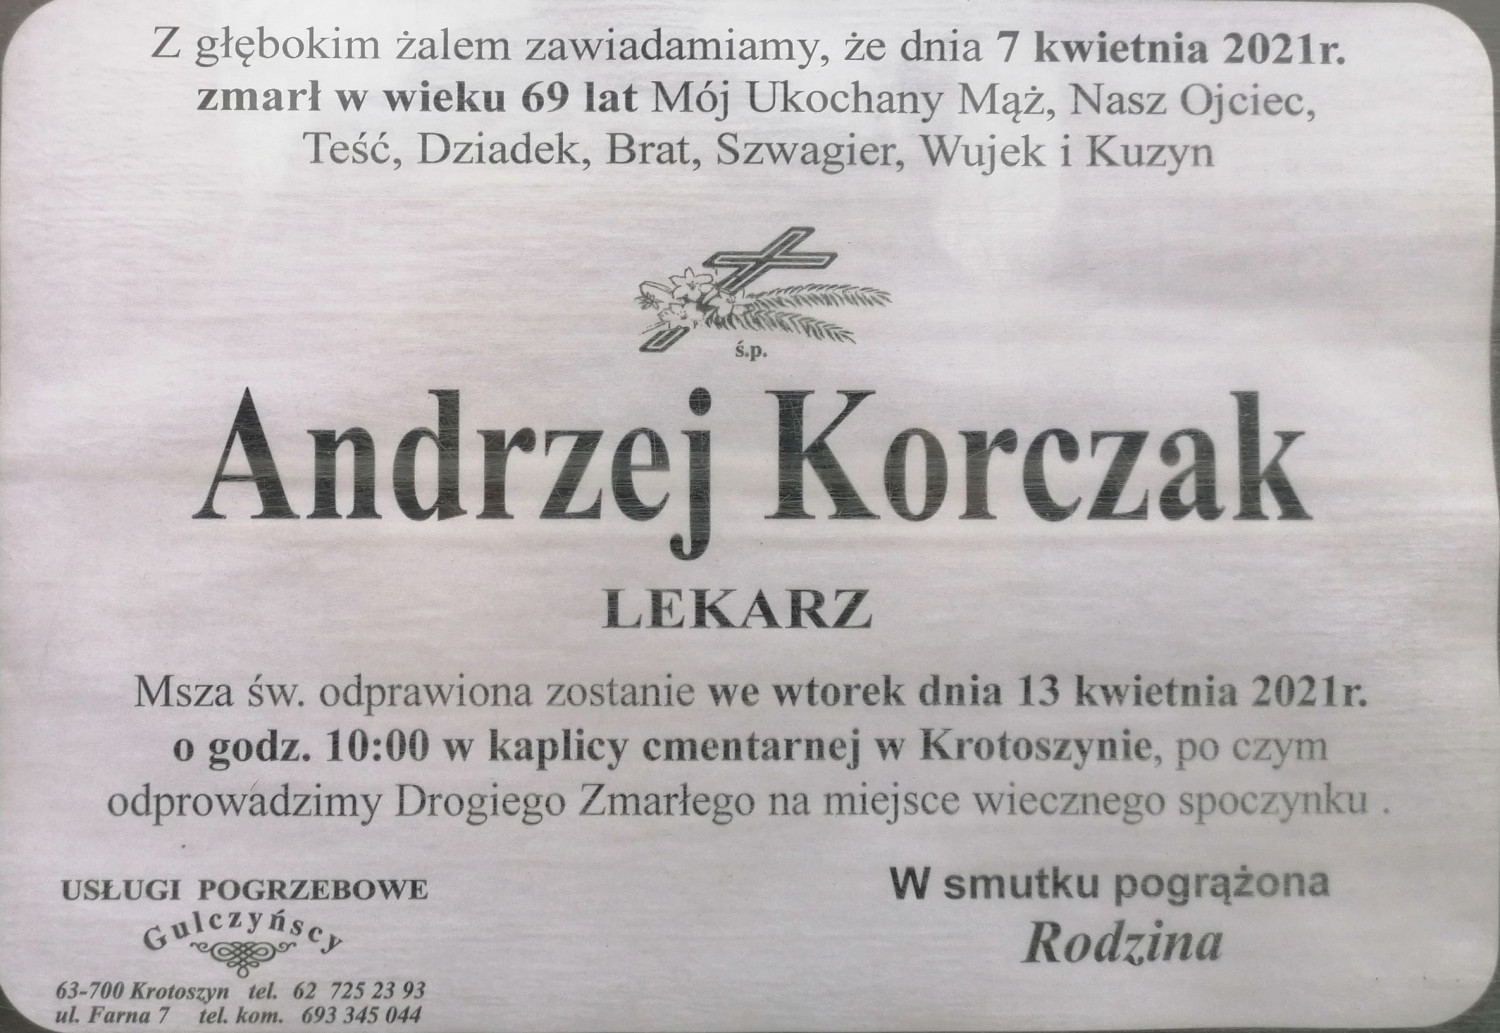 Z głębokim żalem zawiadamiamy, że dnia 7 kwietnia 2021r.
zmarł w wieku 69 lat Mój Ukochany Mąż, Nasz Ojciec,
Teść, Dziadek, Brat, Szwagier, Wujek i Kuzyn
ś.p.
Andrzej Korczak
LEKARZ
Msza św. odprawiona zostanie we wtorek dnia 13 kwietnia 2021r.
o godz. 10:00 w kaplicy cmentarnej w Krotoszynie, po czym
odprowadzimy Drogiego Zmarłego na miejsce wiecznego spoczynku .
W smutku pogrążona
Rodzina
USŁUGI POGRZEBOWE
Gulczyńscy
63-700 Krotoszyn tel. 62 725 23 93
ul. Farna 7 tel. kom. 693 345 044